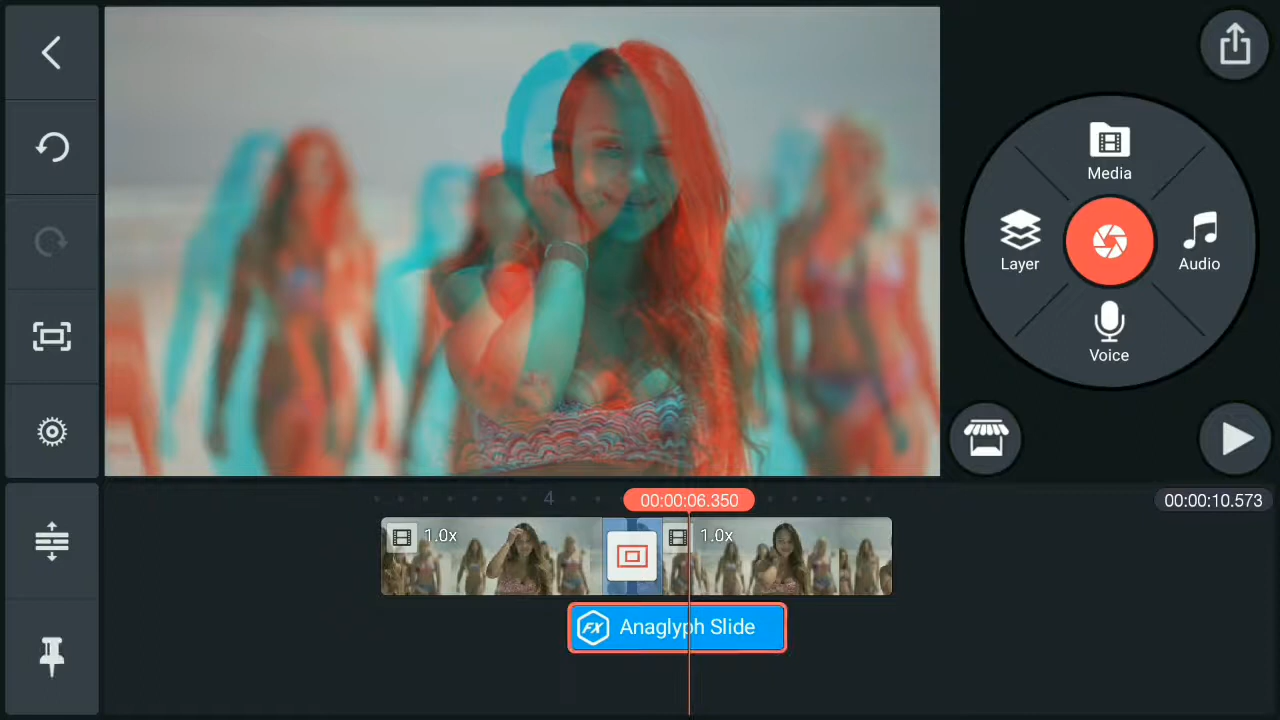 Media
Layer
Audio
Voice
4
00:00:06.350
00:00:10.573
1.0x
1.0x
FX Anaglyph Slide